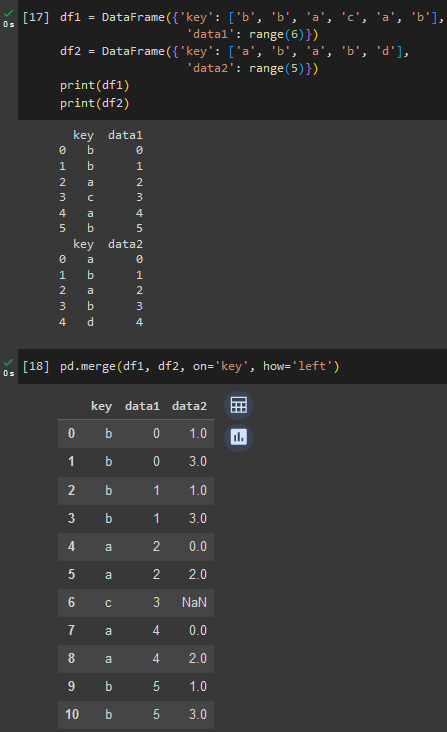 [17] df1 = DataFrame({'key': ['b', 'b', 'a', 'c', 'a', 'b'],
'data1': range(6)})
df2 = DataFrame({'key': ['a', 'b', 'a', 'b', 'd'],
'data2': range(5)})
print(df1)
print(df2)
0s
key data1
0 b 0
1 b 1
2 a 2
3 c 3
4 a 4
5 b 5
key data2
0 a 0
1 b 1
2 a 2
3 b 3
4 d 4
[18] pd.merge(df1, df2, on='key', how='left')
0s
key data1 data2
0 b 0 1.0
1 b 0 3.0
2 b 1 1.0
3 b 1 3.0
4 a 2 0.0
5 a 2 2.0
6 c 3 NaN
7 a 4 0.0
8 a 4 2.0
9 b 5 1.0
10 b 5 3.0